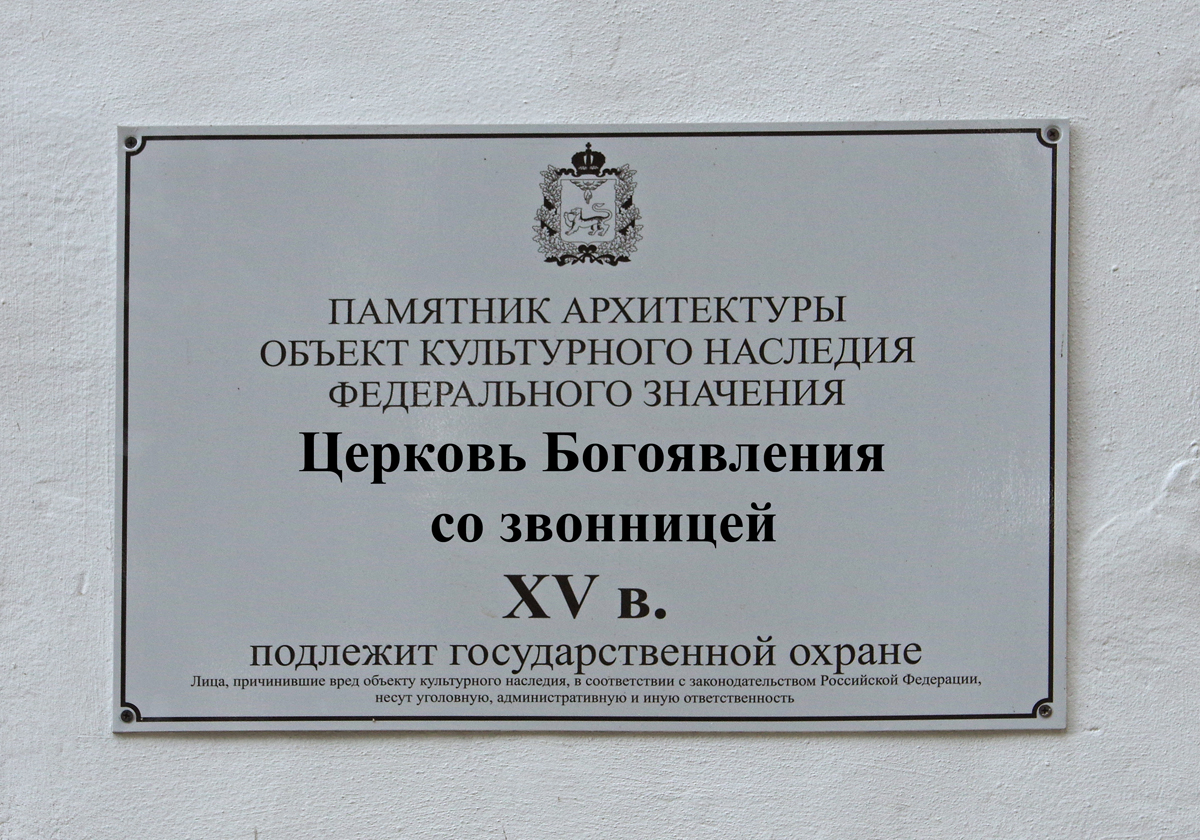 ПАМЯТНИК АРХИТЕКТУРЫ
ОБЪЕКТ КУЛЬТУРНОГО НАСЛЕДИЯ
ФЕДЕРАЛЬНОГО ЗНАЧЕНИЯ
Церковь Богоявления
со звонницей
XV в.
подлежит государственной охране
Лица, причинившие вред объекту культурного наследия, в соответствии с законодательством Российской Федерации,
несут уголовную, административную и иную ответственность